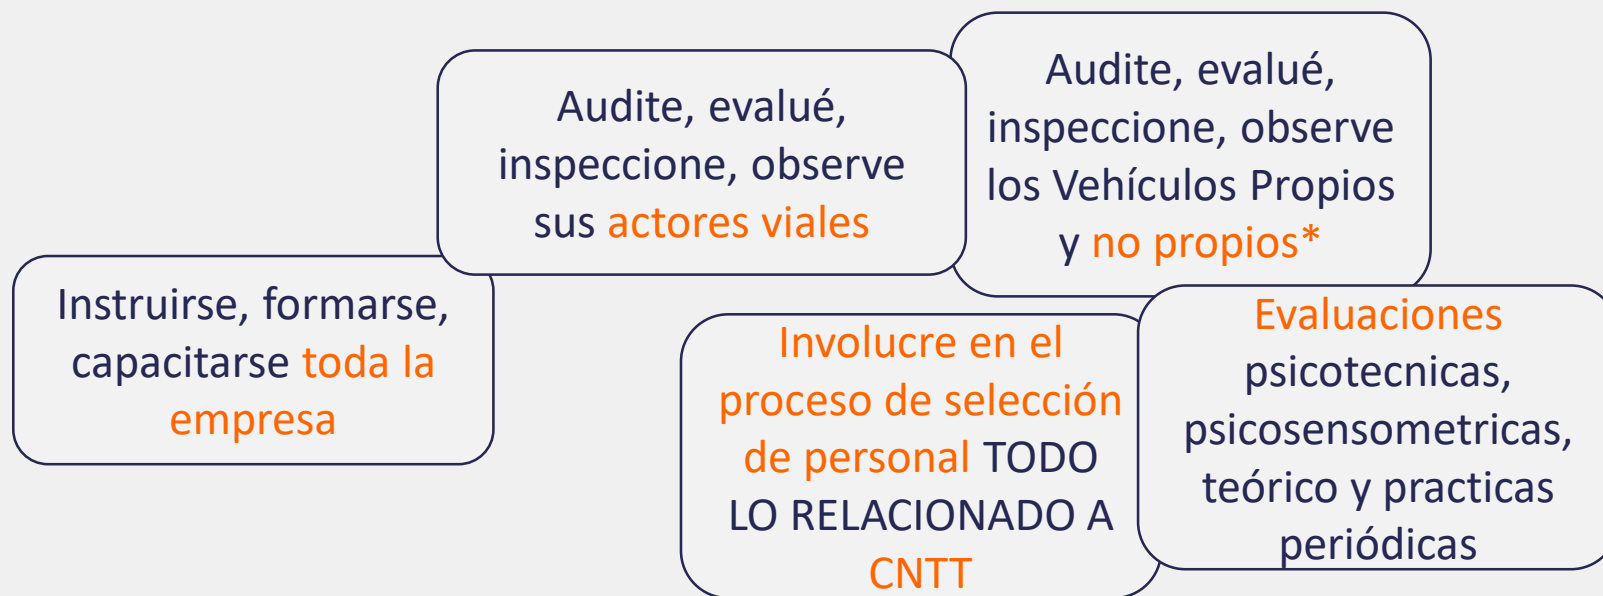 Instruirse, formarse,
capacitarse toda la
empresa
Audite, evalué,
inspeccione, observe
sus actores viales
Audite, evalué,
inspeccione, observe
los Vehículos Propios
y no propios*
Involucre en el
proceso de selección
de personal TODO
LO RELACIONADO A
CNTT
Evaluaciones
psicotecnicas,
psicosensometricas,
teórico y practicas
periódicas